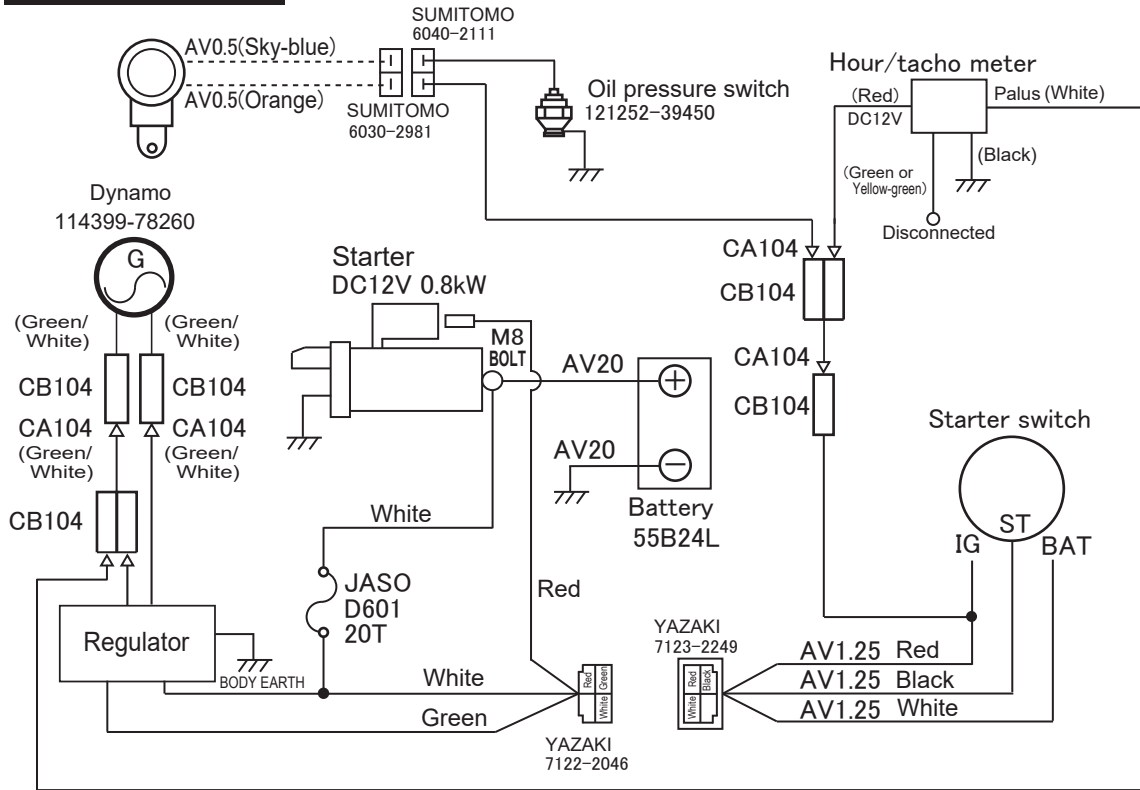 SUMITOMO
6040-2111
AV0.5(Sky-blue)
AV0.5(Orange)
SUMITOMO
6030-2981
Oil pressure switch
121252-39450
Hour/tacho meter
(Red)
DC12V
Palus (White)
(Black)
(Green or
Yellow-green)
Disconnected
Dynamo
114399-78260
G
(Green/
White)
(Green/
White)
CB104
CB104
CA104
CA104
(Green/
White)
(Green/
White)
CB104
Starter
DC12V 0.8kW
M8
BOLT
AV20
AV20
Battery
55B24L
CA104
CB104
CA104
CB104
Starter switch
ST
IG
BAT
White
JASO
D601
20T
Red
Regulator
BODY EARTH
White
Green
Red
Green
White
YAZAKI
7122-2046
YAZAKI
7123-2249
Red
Black
White
AV1.25 Red
AV1.25 Black
AV1.25 White